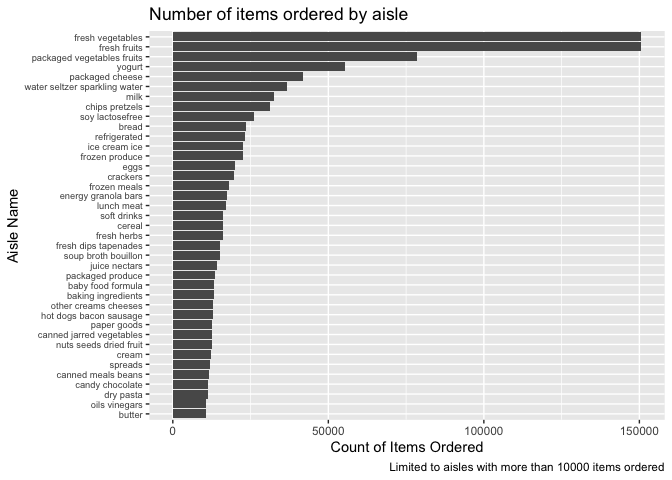 Number of items ordered by aisle
fresh vegetables
fresh fruits
packaged vegetables fruits
yogurt
packaged cheese
water seltzer sparkling water
milk
chips pretzels
soy lactosefree
bread
refrigerated
ice cream ice
frozen produce
eggs
crackers
frozen meals
energy granola bars
lunch meat
soft drinks
cereal
fresh herbs
fresh dips tapenades
soup broth bouillon
juice nectars
packaged produce
baby food formula
baking ingredients
other creams cheeses
hot dogs bacon sausage
paper goods
canned jarred vegetables
nuts seeds dried fruit
cream
spreads
canned meals beans
candy chocolate
dry pasta
oils vinegars
butter
Aisle Name
0 50000 100000 150000
Count of Items Ordered
Limited to aisles with more than 10000 items ordered